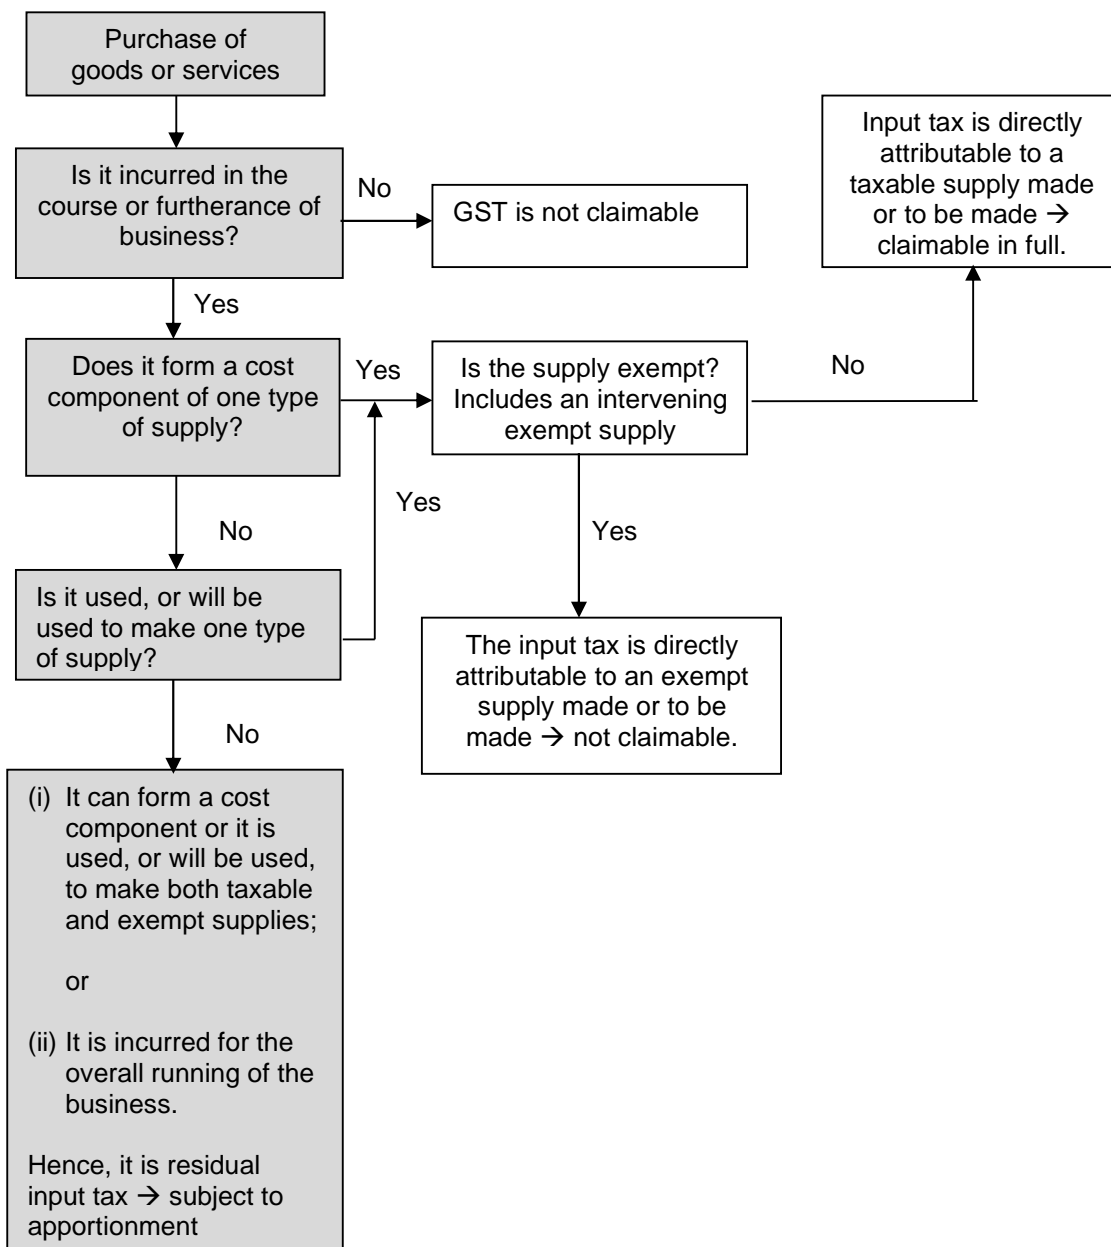 Purchase of
goods or services
Is it incurred in the
course or furtherance of
business?
No
GST is not claimable
Input tax is directly
attributable to a
taxable supply made
or to be made →
claimable in full.
Yes
Does it form a cost
component of one type
of supply?
Yes
Is the supply exempt?
Includes an intervening
exempt supply
No
Yes
No
Yes
Is it used, or will be
used to make one type
of supply?
The input tax is directly
attributable to an exempt
supply made or to be
made → not claimable.
No
(i) It can form a cost
component or it is
used, or will be used,
to make both taxable
and exempt supplies;
or
(ii) It is incurred for the
overall running of the
business.
Hence, it is residual
input tax → subject to
apportionment